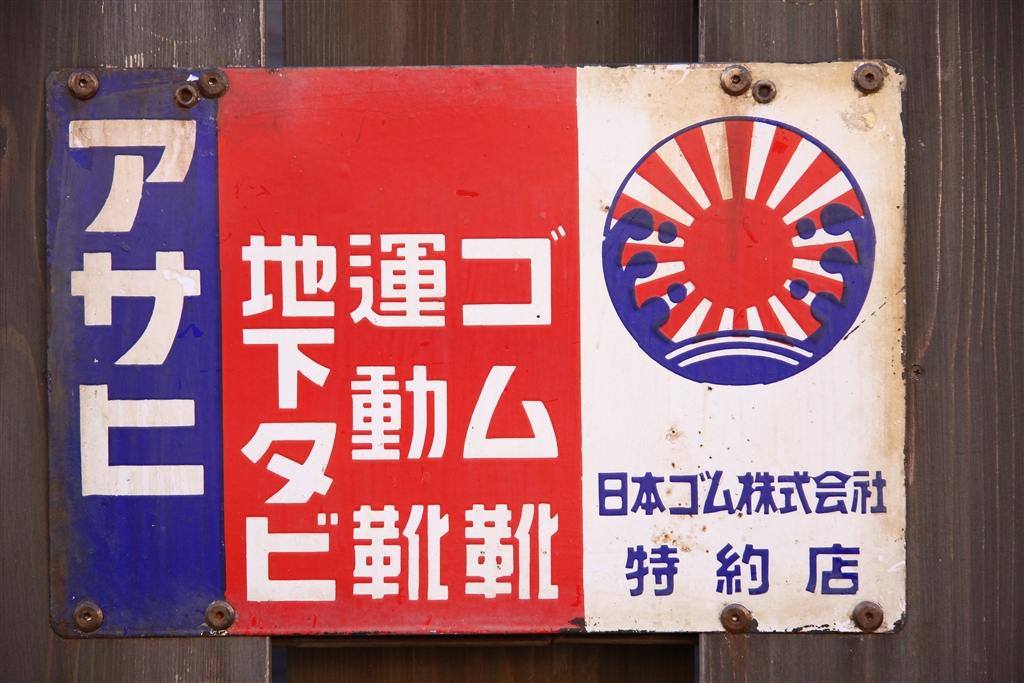 ゴム靴
運動靴
地下タビ
アサヒ
日本ゴム株式会社
特約店